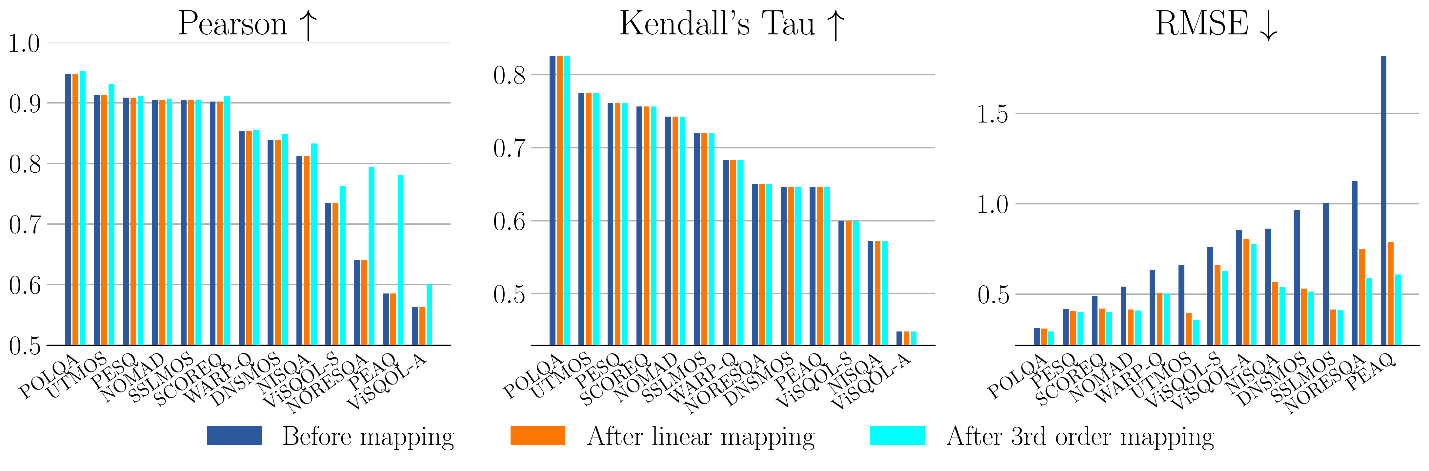 Pearson ↑
1.0
0.9
0.8
0.7
0.6
0.5
POLQA
UTMOS
PESQ
NOMAD
SSLMOS
SCOREQ
WARP-Q
DNSMOS
NISQA
ViSQOL-S
NORESQA
PEAQ
ViSQOL-A
Kendall's Tau ↑
0.8
0.7
0.6
0.5
POLQA
UTMOS
PESQ
SCOREQ
NOMAD
SSLMOS
WARP-Q
NORESQA
DNSMOS
PEAQ
ViSQOL-S
NISQA
ViSQOL-A
RMSE ↓
1.5
1.0
0.5
POLQA
PESQ
SCOREQ
NOMAD
WARP-Q
UTMOS
ViSQOL-S
ViSQOL-A
NISQA
DNSMOS
SSLMOS
NORESQA
PEAQ
Before mapping
After linear mapping
After 3rd order mapping